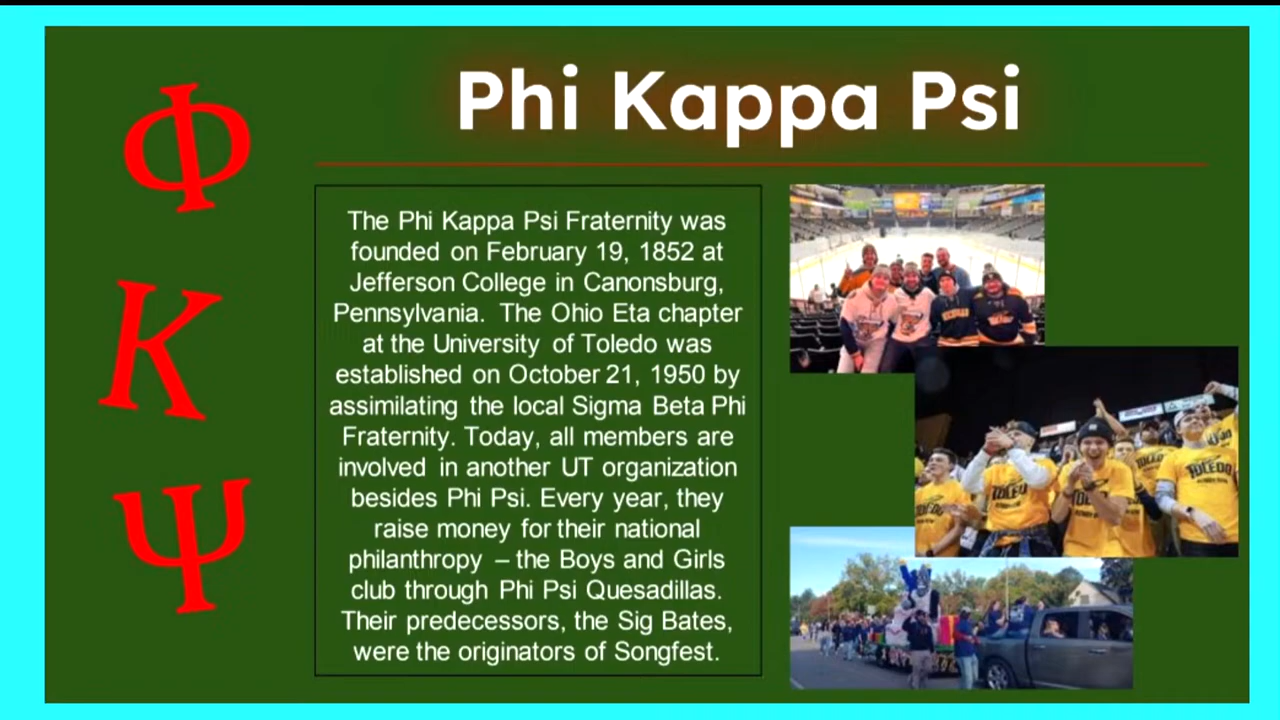 Phi Kappa Psi
Φ
Κ
Ψ
The Phi Kappa Psi Fraternity was
founded on February 19, 1852 at
Jefferson College in Canonsburg,
Pennsylvania.  The Ohio Eta chapter
at the University of Toledo was
established on October 21, 1950 by
assimilating the local Sigma Beta Phi
Fraternity. Today, all members are
involved in another UT organization
besides Phi Psi. Every year, they
raise money for their national
philanthropy – the Boys and Girls
club through Phi Psi Quesadillas.
Their predecessors, the Sig Bates,
were the originators of Songfest.
TOLEDO
TOLEDO